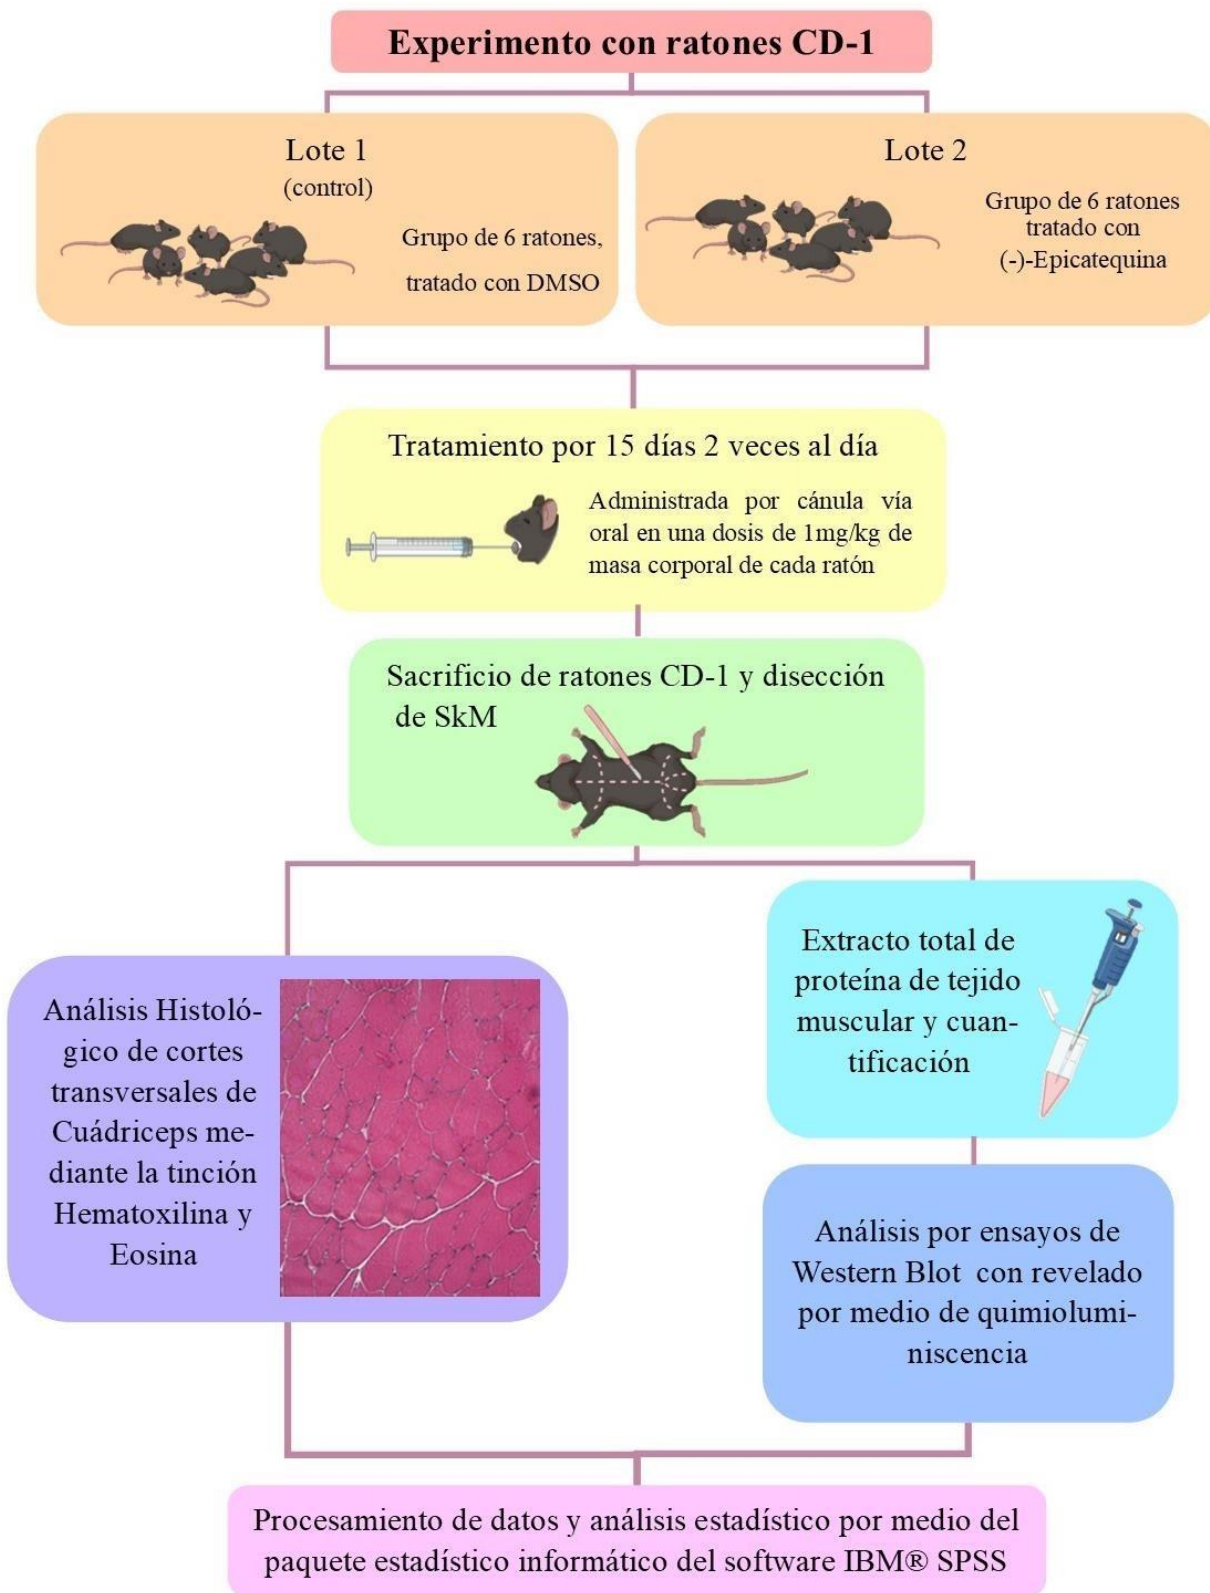 Experimento con ratones CD-1
Lote 1
(control)
Grupo de 6 ratones,
tratado con DMSO
Lote 2
Grupo de 6 ratones
tratado con
(-)-Epicatequina
Tratamiento por 15 días 2 veces al día
Administrada por cánula vía
oral en una dosis de 1mg/kg de
masa corporal de cada ratón
Sacrificio de ratones CD-1 y disección
de SkM
Análisis Histoló-
gico de cortes
transversales de
Cuádriceps me-
diante la tinción
Hematoxilina y
Eosina
Extracto total de
proteína de tejido
muscular y cuan-
tificación
Análisis por ensayos de
Western Blot con revelado
por medio de quimiolumi-
niscencia
Procesamiento de datos y análisis estadístico por medio del
paquete estadístico informático del software IBM® SPSS